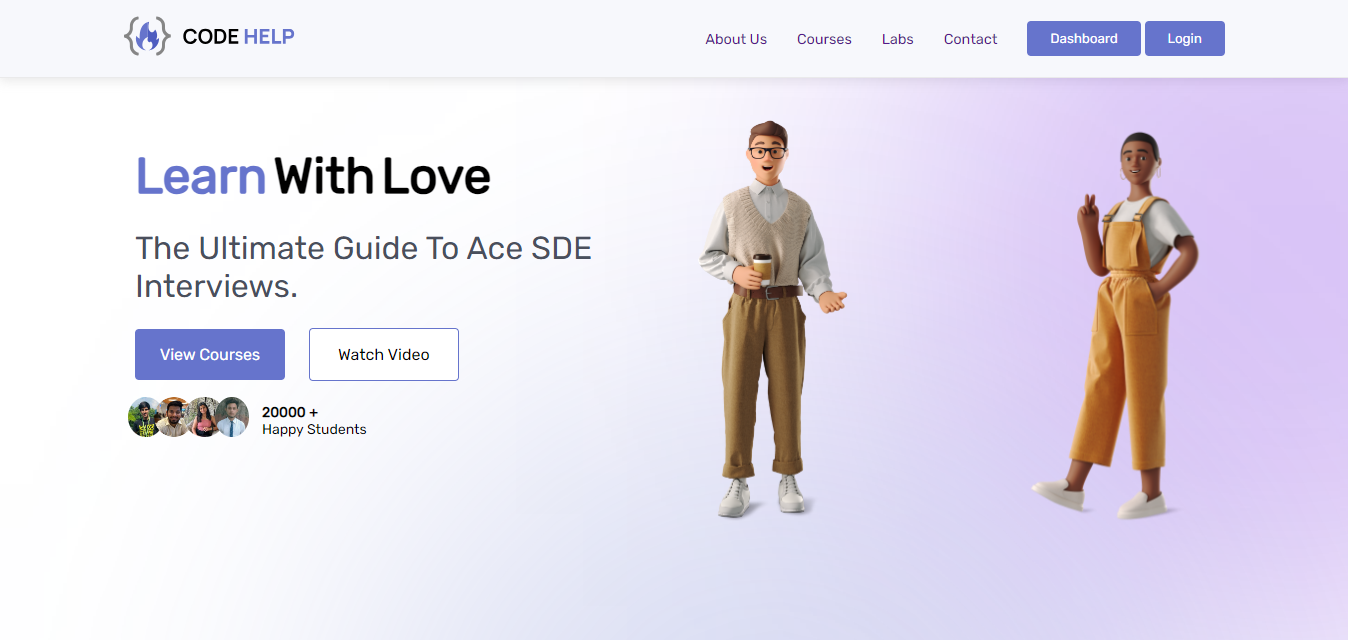 CODE HELP
About Us
Courses
Labs
Contact
Dashboard
Login
Learn With Love
The Ultimate Guide To Ace SDE
Interviews.
View Courses
Watch Video
20000 +
Happy Students